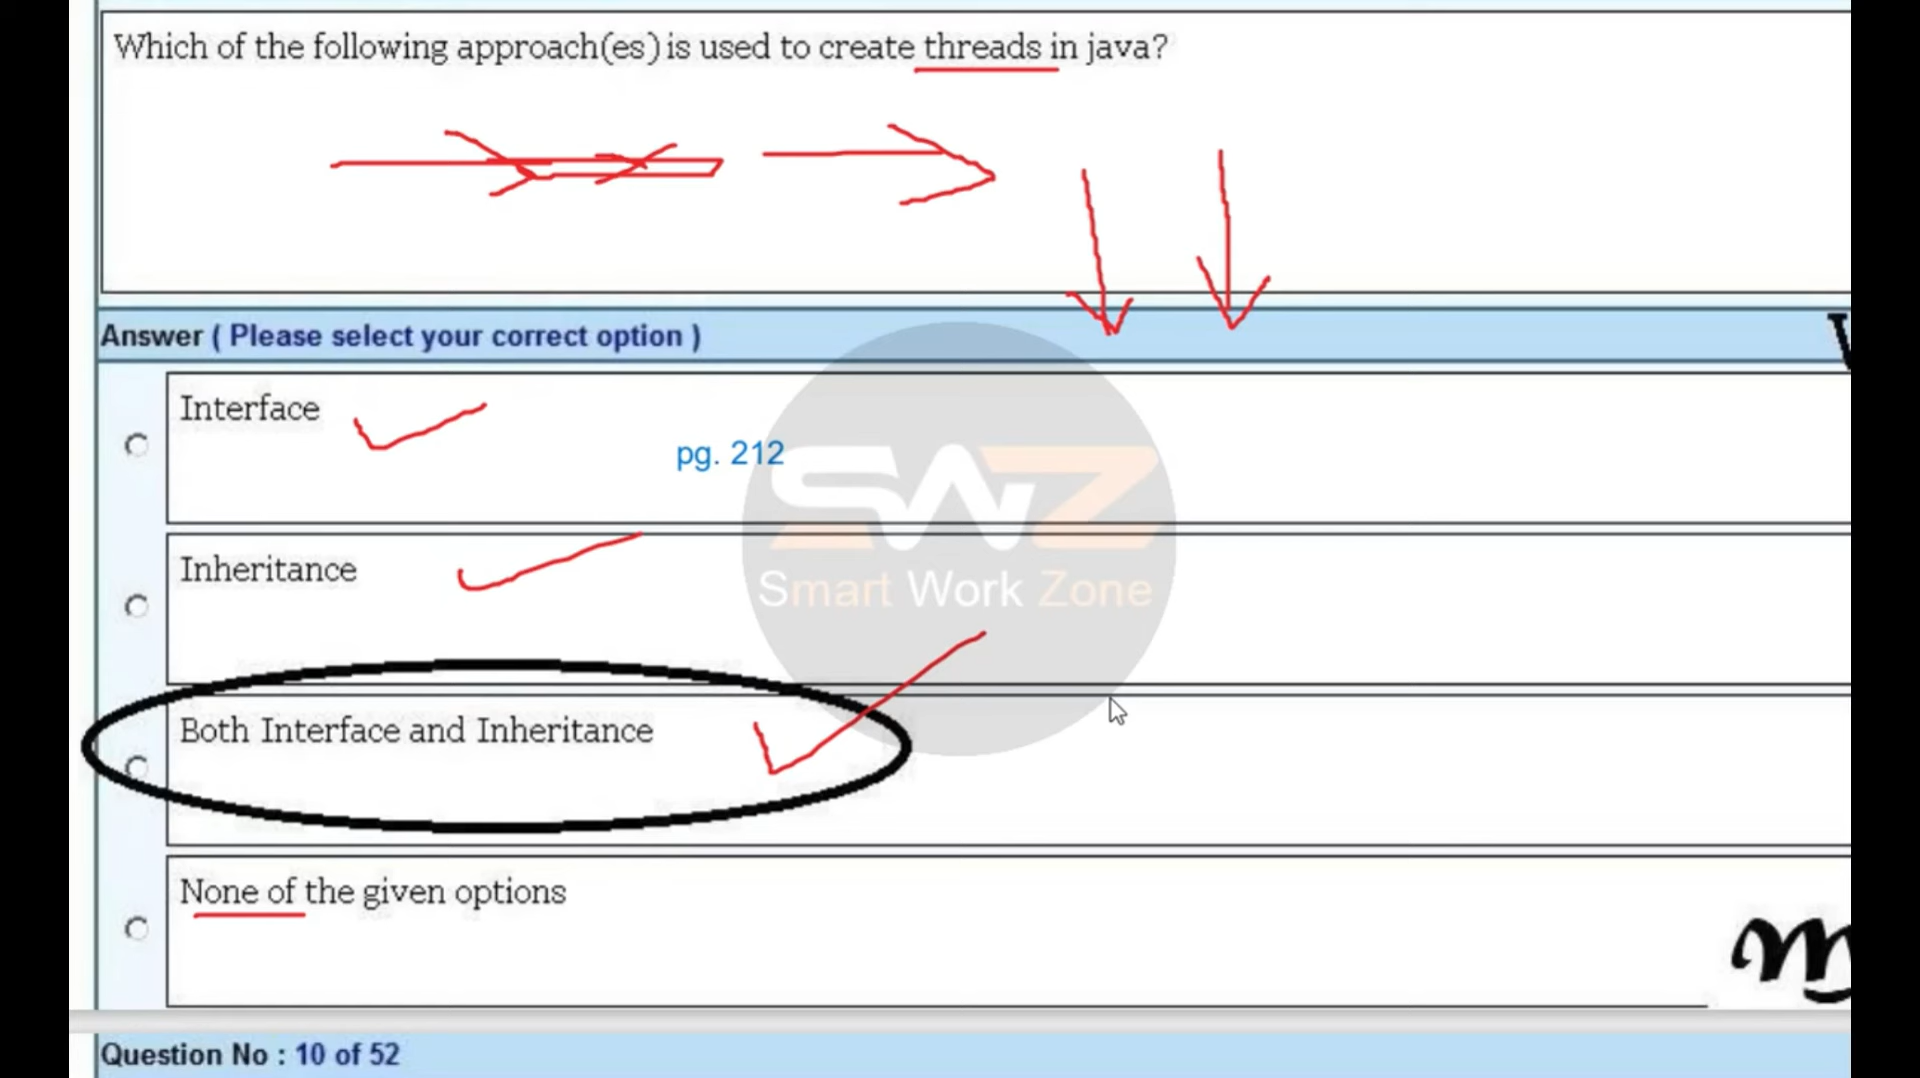 Which of the following approach(es) is used to create threads in java?
Answer ( Please select your correct option )
Interface
pg. 212
SWZ
Smart Work Zone
Inheritance
Both Interface and Inheritance
None of the given options
Question No : 10 of 52